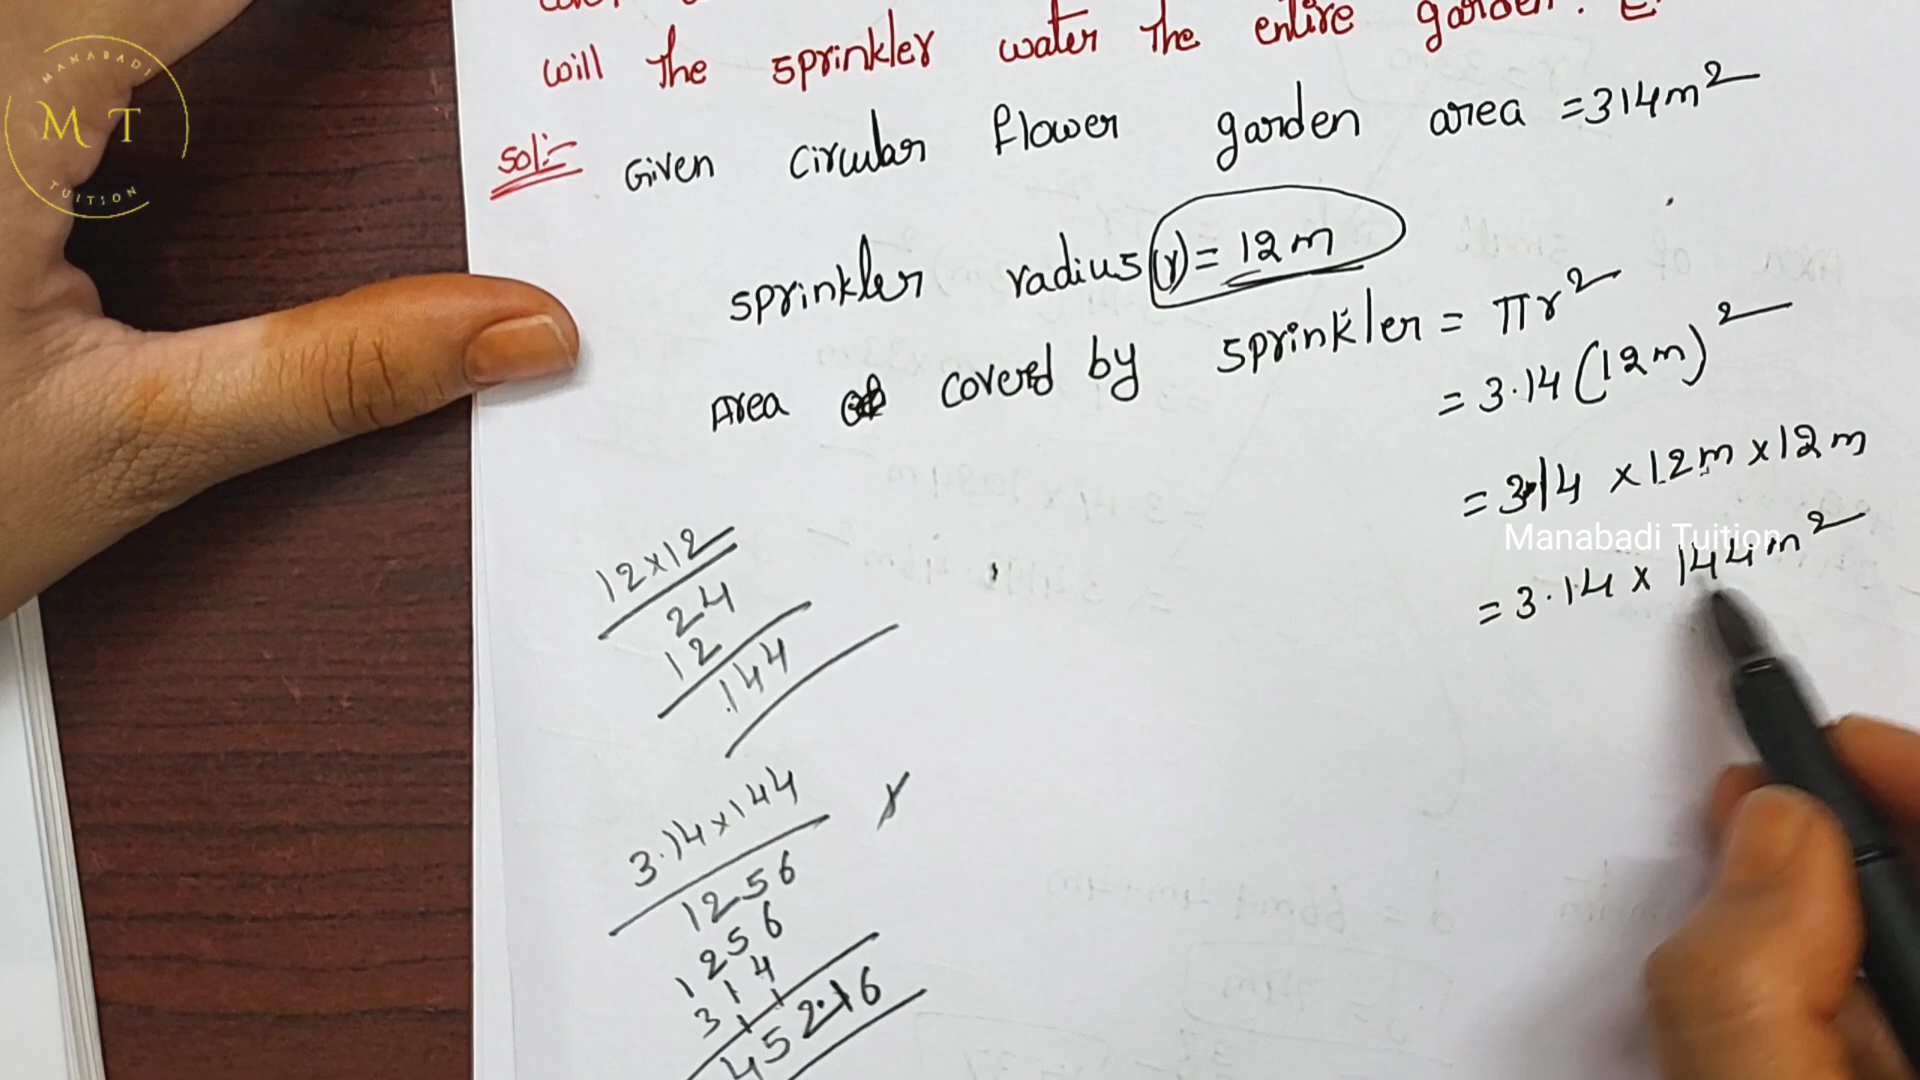 MANABADI
M T
TUITION
will the sprinkler water the entire garden?
Sol:- Given circular flower garden area = 314m²
sprinkler radius (r) = 12m
Area covered by sprinkler = πr²
= 3.14 (12m)²
= 3.14 × 12m × 12m
Manabadi Tuition
= 3.14 × 144m²
12×12
24
12
144
3.14×144
1256
1256
314
452.16